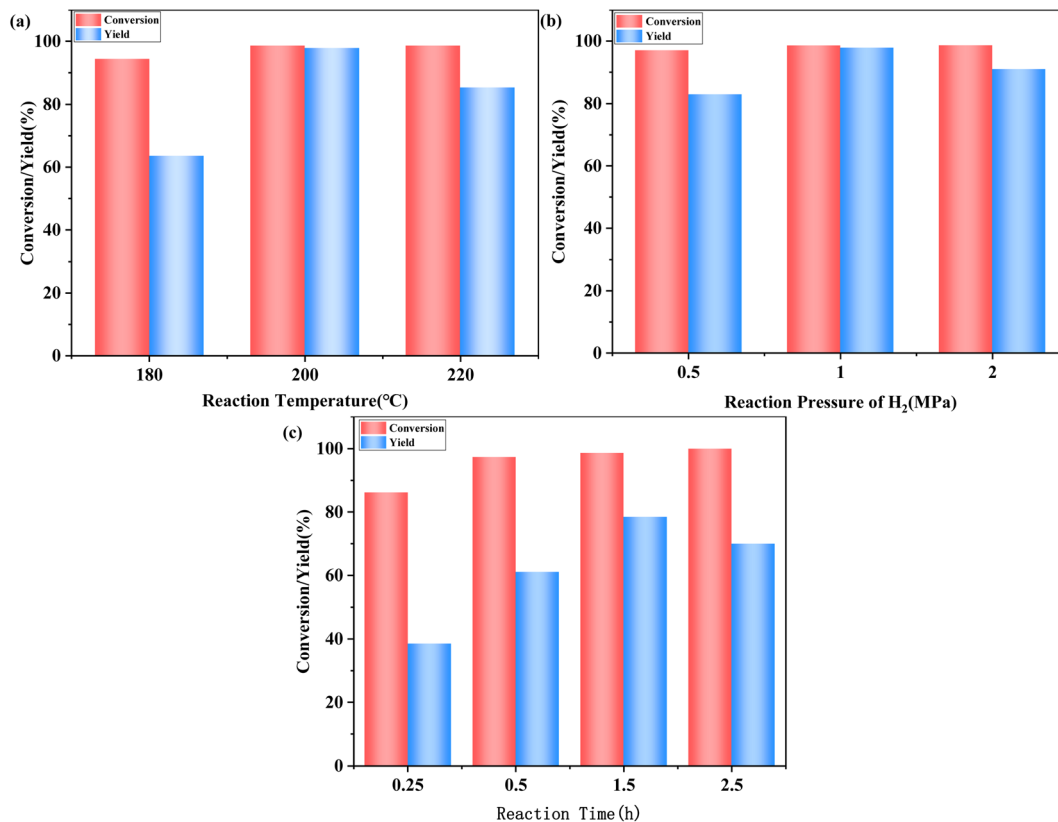 (a)
Conversion
Yield
Conversion/Yield(%)
100
80
60
40
20
0
180
200
220
Reaction Temperature(℃)
(b)
Conversion
Yield
Conversion/Yield(%)
100
80
60
40
20
0
0.5
1
2
Reaction Pressure of H₂(MPa)
(c)
Conversion
Yield
Conversion/Yield(%)
100
80
60
40
20
0
0.25
0.5
1.5
2.5
Reaction Time(h)